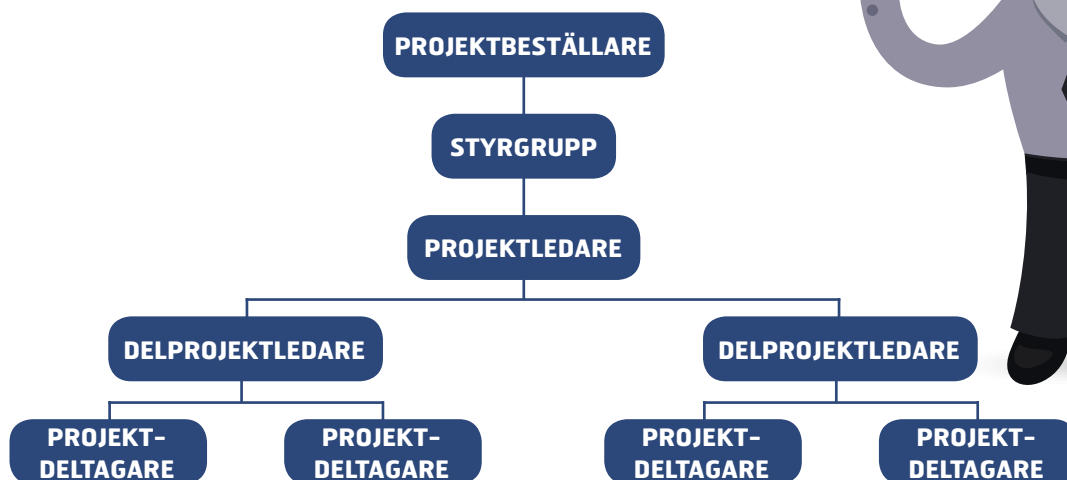 PROJEKTBESTÄLLARE
STYRGRUPP
PROJEKTLEDARE
DELPROJEKTLEDARE
DELPROJEKTLEDARE
PROJEKT-
DELTAGARE
PROJEKT-
DELTAGARE
PROJEKT-
DELTAGARE
PROJEKT-
DELTAGARE